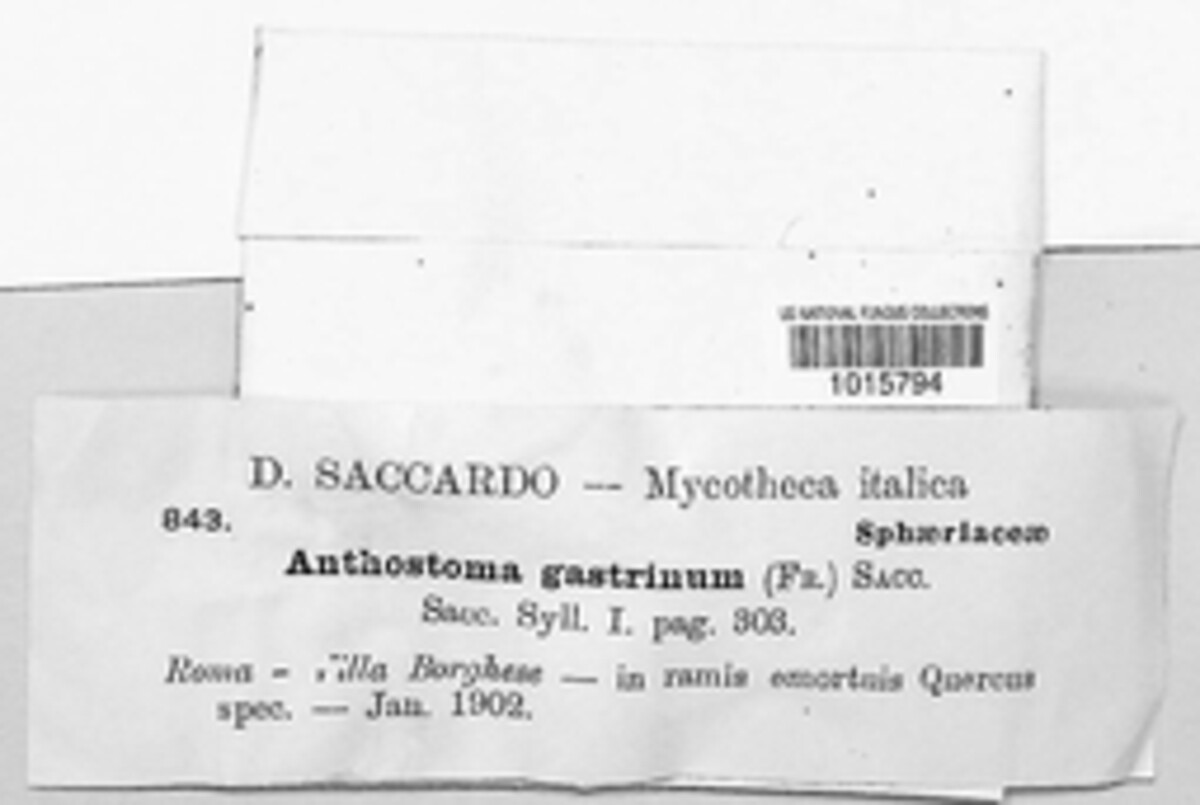 US NATIONAL FUNGUS COLLECTIONS
1015794
D. SACCARDO — Mycotheca italica
843.
Sphæriaceæ
Anthostoma gastrinum (Fr.) Sacc.
Sacc. Syll. I. pag. 303.
Roma - Villa Borghese — in ramis emortuis Quercus
spec. — Jan. 1902.